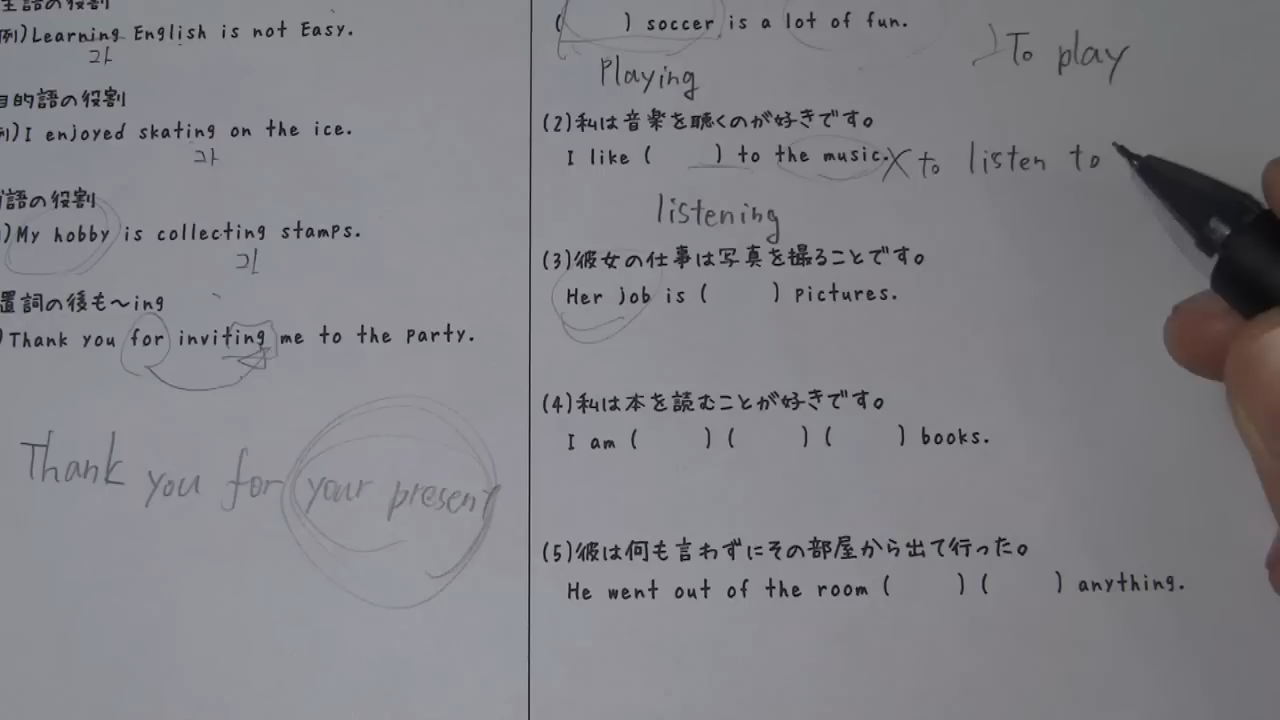 主語の役割
例)Learning English is not Easy.
コト
目的語の役割
例)I enjoyed skating on the ice.
コト
語の役割
)My hobby is collecting stamps.
コト
置詞の後も〜ing
)Thank you for inviting me to the party.
Thank you for your present
( ) soccer is a lot of fun.
Playing
To play
(2)私は音楽を聴くのが好きです。
I like ( ) to the music.
X to listen to
listening
(3)彼女の仕事は写真を撮ることです。
Her job is ( ) pictures.
(4)私は本を読むことが好きです。
I am ( ) ( ) ( ) books.
(5)彼は何も言わずにその部屋から出て行った。
He went out of the room ( ) ( ) anything.